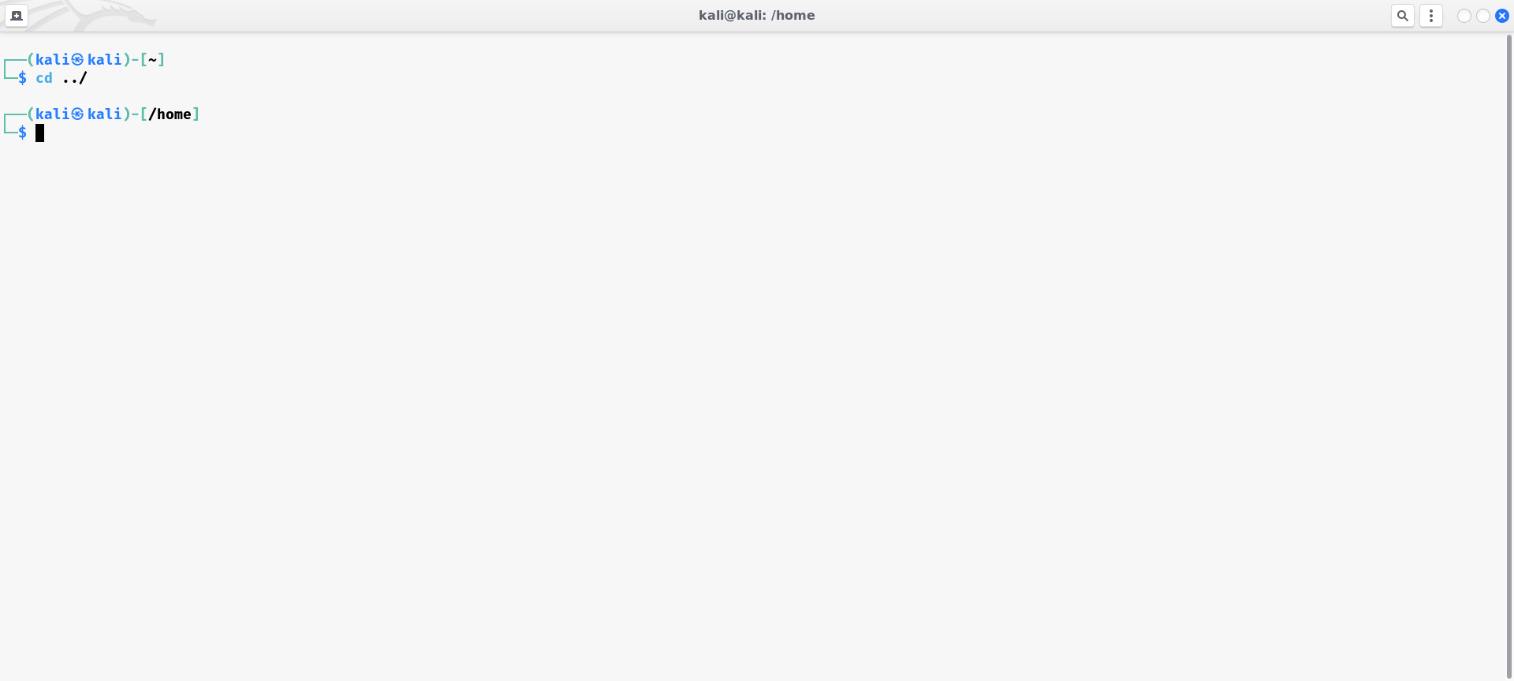 kali@kali: /home
┌──(kali㉿kali)-[~]
└─$ cd ../
┌──(kali㉿kali)-[/home]
└─$